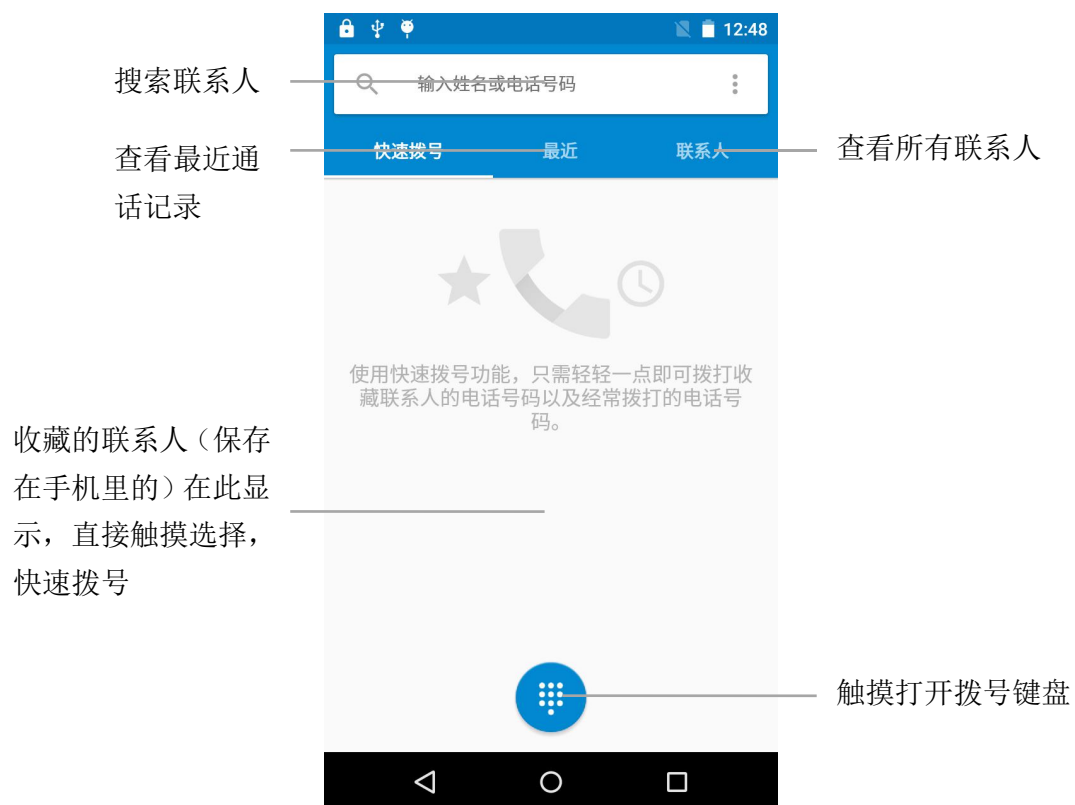 12:48
搜索联系人
输入姓名或电话号码
快速拨号
最近
联系人
查看最近通
话记录
查看所有联系人
使用快速拨号功能，只需轻轻一点即可拨打收
藏联系人的电话号码以及经常拨打的电话号
码。
收藏的联系人（保存
在手机里的）在此显
示，直接触摸选择，
快速拨号
触摸打开拨号键盘